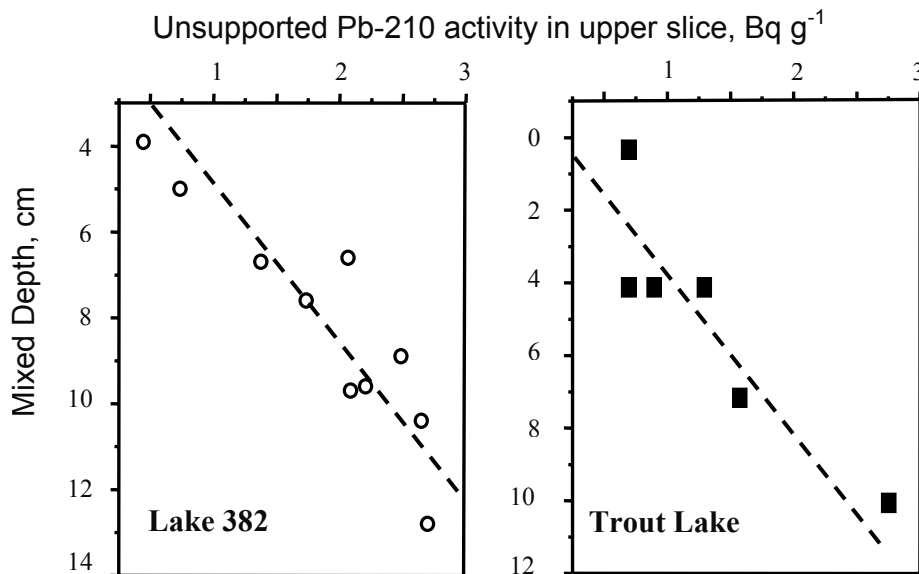 Unsupported Pb-210 activity in upper slice, Bq g⁻¹
1 2 3
1 2 3
Mixed Depth, cm
4
6
8
10
12
14
Lake 382
0
2
4
6
8
10
12
Trout Lake